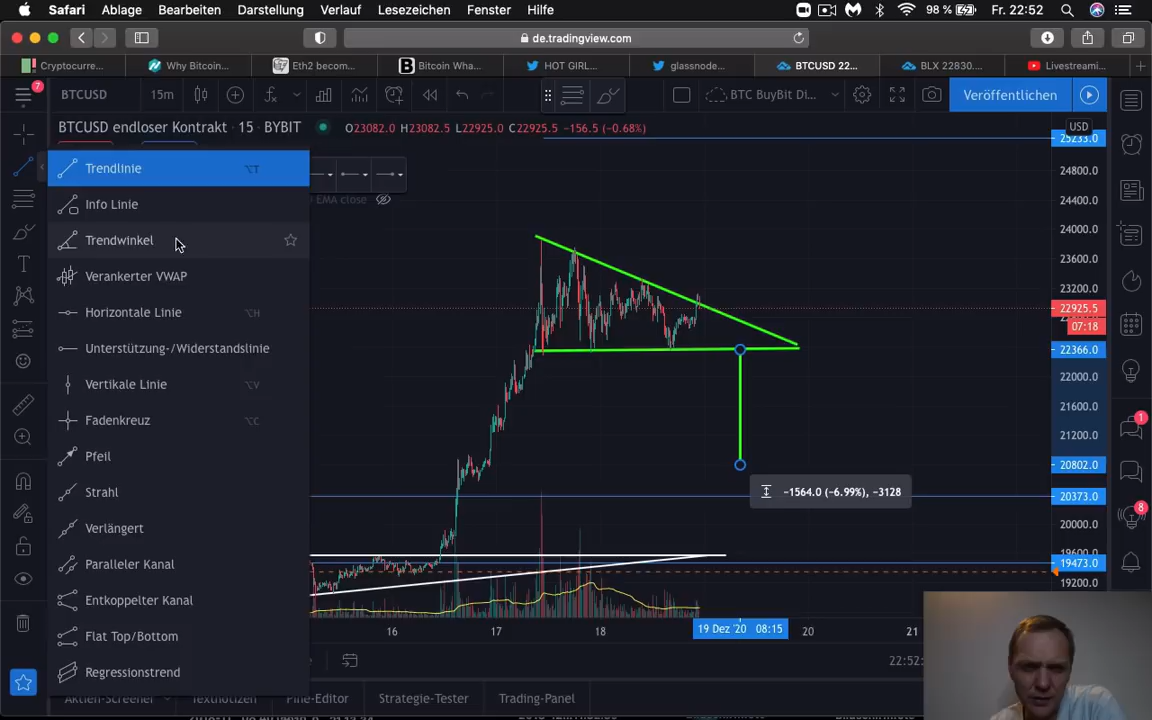 Safari Ablage Bearbeiten Darstellung Verlauf Lesezeichen Fenster Hilfe 98 % Fr. 22:52
de.tradingview.com
Cryptocurre... Why Bitcoin... Eth2 becom... Bitcoin Wha... HOT GIRL... glassnode... BTCUSD 22... BLX 22830.... Livestreami...
7 BTCUSD 15m BTC BuyBit Di... Veröffentlichen
BTCUSD endloser Kontrakt · 15 · BYBIT O23082.0 H23082.5 L22925.0 C22925.5 −156.5 (−0.68%)
USD
25233.0
24800.0
24400.0
24000.0
23600.0
23200.0
22925.5
07:18
22366.0
22000.0
21600.0
21200.0
20802.0
20373.0
20000.0
19600.0
19473.0
19200.0
Trendlinie ⌥T
EMA close
Info Linie
Trendwinkel
Verankerter VWAP
Horizontale Linie ⌥H
Unterstützung-/Widerstandslinie
Vertikale Linie ⌥V
Fadenkreuz ⌥C
Pfeil
Strahl
Verlängert
Paralleler Kanal
Entkoppelter Kanal
Flat Top/Bottom
Regressionstrend
−1564.0 (−6.99%), −3128
1
8
16 17 18 19 Dez '20 08:15 20 21
22:52:
Aktien-Screener Textnotizen Pine-Editor Strategie-Tester Trading-Panel